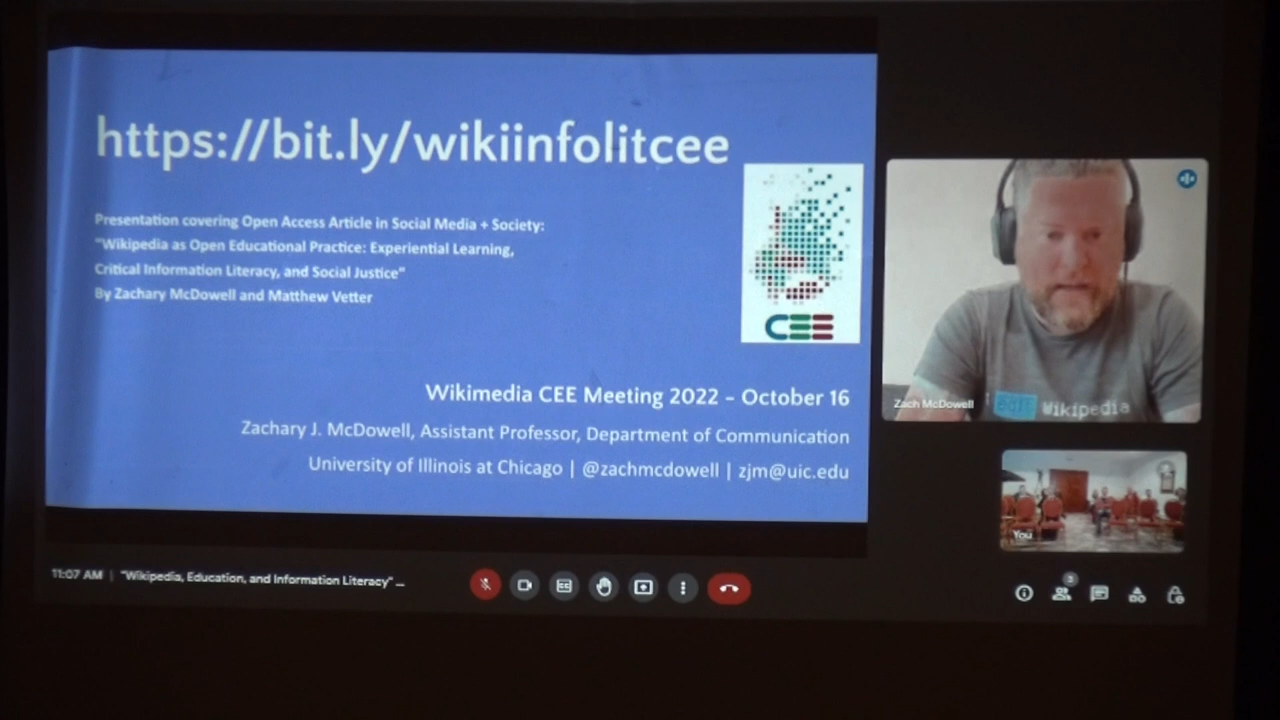 https://bit.ly/wikiinfolitcee
Presentation covering Open Access Article in Social Media + Society:
"Wikipedia as Open Educational Practice: Experiential Learning,
Critical Information Literacy, and Social Justice"
By Zachary McDowell and Matthew Vetter
CEE
Wikimedia CEE Meeting 2022 – October 16
Zachary J. McDowell, Assistant Professor, Department of Communication
University of Illinois at Chicago | @zachmcdowell | zjm@uic.edu
Zach McDowell
edit Wikipedia
You
11:07 AM | "Wikipedia, Education, and Information Literacy" ...
3